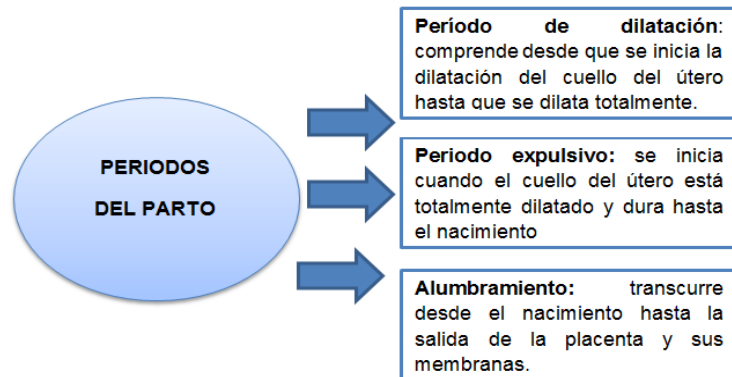 PERIODOS
DEL PARTO
Período de dilatación:
comprende desde que se inicia la
dilatación del cuello del útero
hasta que se dilata totalmente.
Periodo expulsivo: se inicia
cuando el cuello del útero está
totalmente dilatado y dura hasta
el nacimiento
Alumbramiento: transcurre
desde el nacimiento hasta la
salida de la placenta y sus
membranas.